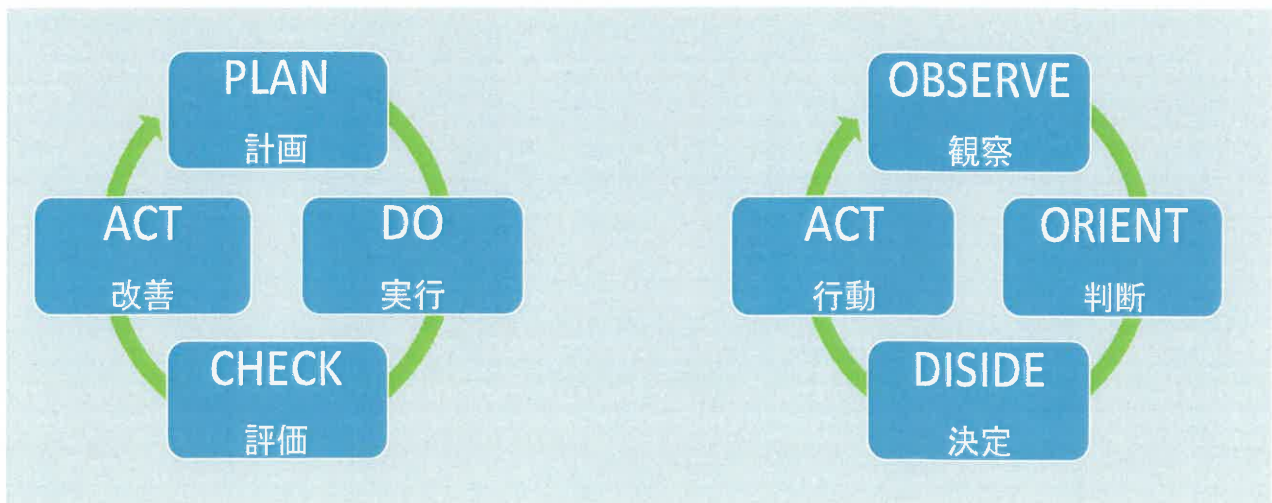 PLAN
計画
DO
実行
CHECK
評価
ACT
改善
OBSERVE
観察
ORIENT
判断
DISIDE
決定
ACT
行動